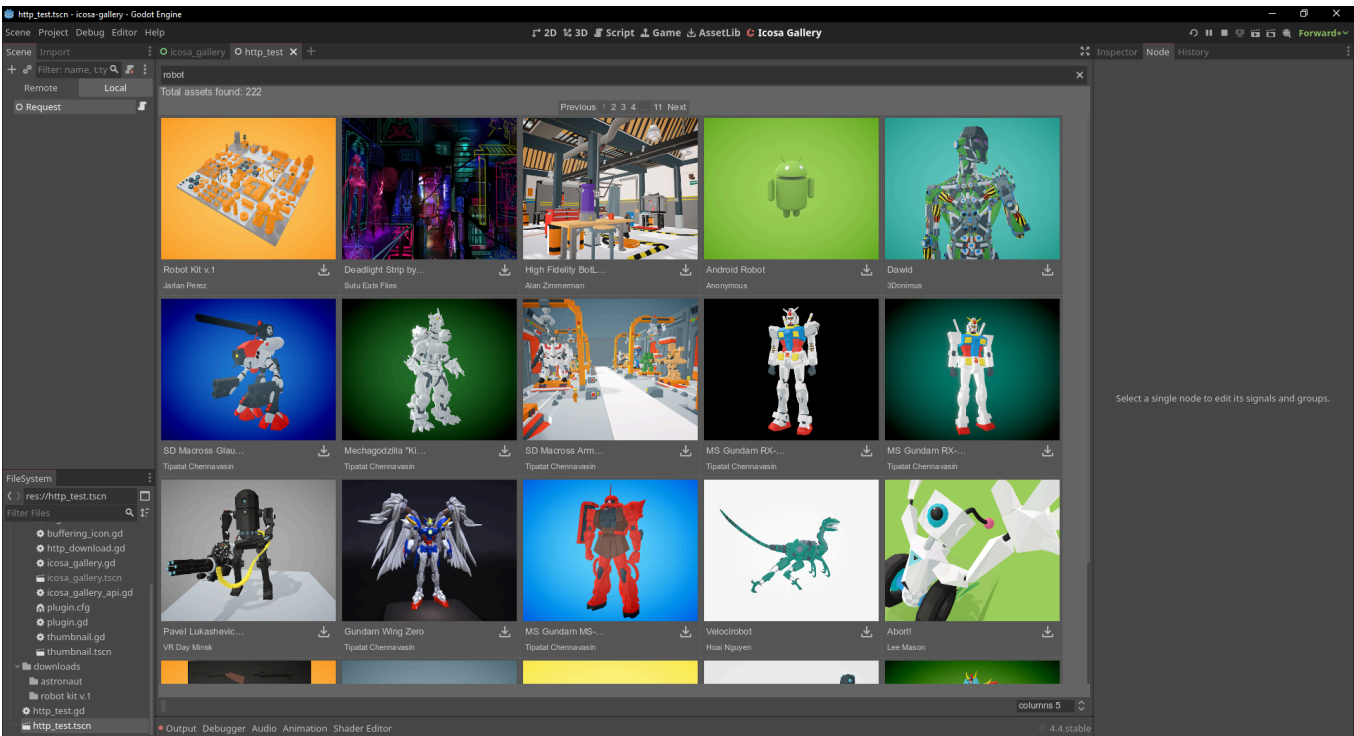 http_test.tscn - icosa-gallery - Godot Engine
Scene Project Debug Editor Help
2D 3D Script Game AssetLib Icosa Gallery
Forward+
Scene Import
icosa_gallery http_test
Inspector Node History
Filter: name, t:ty
robot
Remote Local
Total assets found: 222
Request
Previous 1 2 3 4 ... 11 Next
Robot Kit v.1
Jarlan Perez
Deadlight Strip by...
Sutu Eats Flies
High Fidelity BotL...
Alan Zimmerman
Android Robot
Anonymous
Dawid
3Donimus
Select a single node to edit its signals and groups.
SD Macross Glau...
Tipatat Chennavasin
Mechagodzilla "Ki...
Tipatat Chennavasin
SD Macross Arm...
Tipatat Chennavasin
MS Gundam RX-...
Tipatat Chennavasin
MS Gundam RX-...
Tipatat Chennavasin
FileSystem
res://http_test.tscn
Filter Files
buffering_icon.gd
http_download.gd
icosa_gallery.gd
icosa_gallery.tscn
icosa_gallery_api.gd
plugin.cfg
plugin.gd
thumbnail.gd
thumbnail.tscn
downloads
astronaut
robot kit v.1
http_test.gd
http_test.tscn
Pavel Lukashevic...
VR Day Minsk
Gundam Wing Zero
Tipatat Chennavasin
MS Gundam MS-...
Tipatat Chennavasin
Velocirobot
Hoai Nguyen
Abort!
Lee Mason
columns 5
Output Debugger Audio Animation Shader Editor
4.4.stable